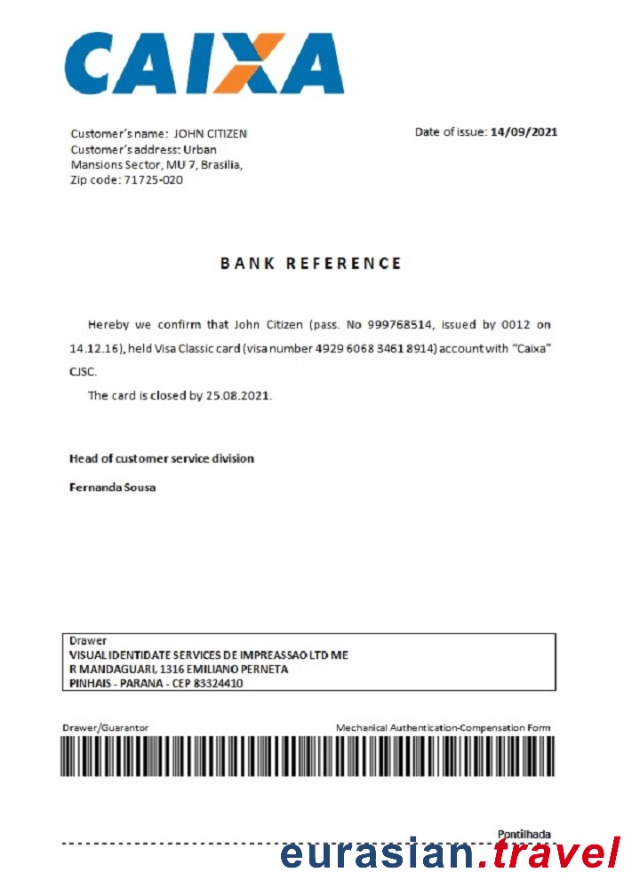 CAIXA
Customer's name: JOHN CITIZEN
Date of issue: 14/09/2021
Customer's address: Urban
Mansions Sector, MU 7, Brasilia,
Zip code: 71725-020
BANK REFERENCE
Hereby we confirm that John Citizen (pass. No 999768514, issued by 0012 on
14.12.16), held Visa Classic card (visa number 4929 6068 3461 8914) account with “Caixa”
CJSC.
The card is closed by 25.08.2021.
Head of customer service division
Fernanda Sousa
Drawer
VISUAL IDENTIDATE SERVICES DE IMPREASSAO LTD ME
R MANDAGUARI, 1316 EMILIANO PERNETA
PINHAIS - PARANA - CEP 83324410
Drawer/Guarantor
Mechanical Authentication-Compensation Form
Pontilhada
eurasian.travel